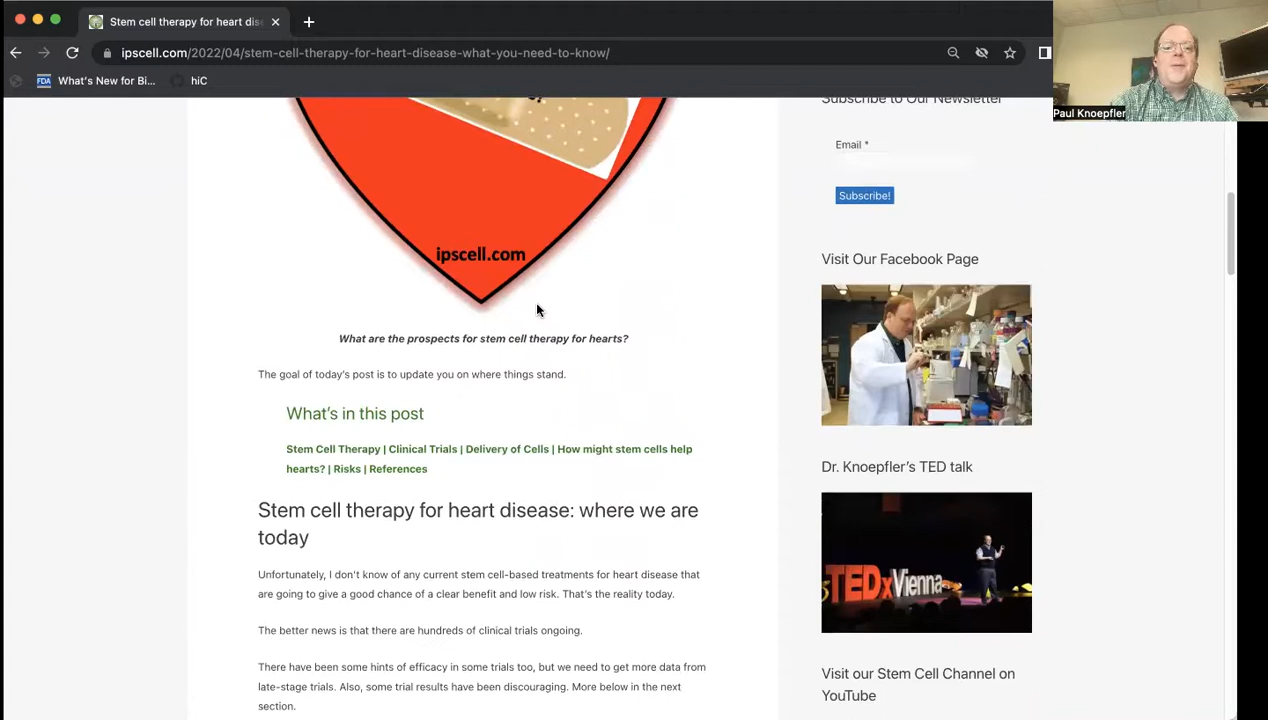 Stem cell therapy for heart dise
ipscell.com/2022/04/stem-cell-therapy-for-heart-disease-what-you-need-to-know/
FDA What's New for Bi...
hiC
Paul Knoepfler
ipscell.com
What are the prospects for stem cell therapy for hearts?
The goal of today's post is to update you on where things stand.
What's in this post
Stem Cell Therapy | Clinical Trials | Delivery of Cells | How might stem cells help
hearts? | Risks | References
Stem cell therapy for heart disease: where we are
today
Unfortunately, I don't know of any current stem cell-based treatments for heart disease that
are going to give a good chance of a clear benefit and low risk. That's the reality today.
The better news is that there are hundreds of clinical trials ongoing.
There have been some hints of efficacy in some trials too, but we need to get more data from
late-stage trials. Also, some trial results have been discouraging. More below in the next
section.
Subscribe to Our Newsletter
Email *
Subscribe!
Visit Our Facebook Page
Dr. Knoepfler's TED talk
TEDxVienna
Visit our Stem Cell Channel on
YouTube